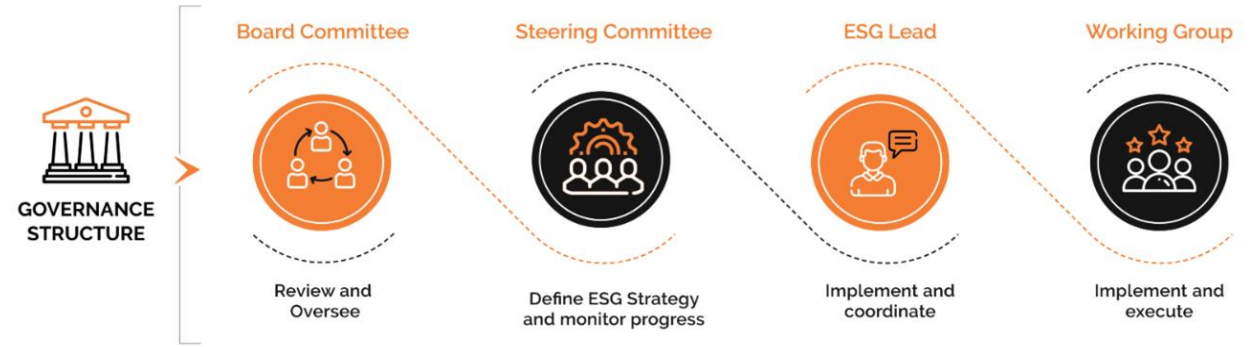 GOVERNANCE
STRUCTURE
Board Committee
Review and
Oversee
Steering Committee
Define ESG Strategy
and monitor progress
ESG Lead
Implement and
coordinate
Working Group
Implement and
execute